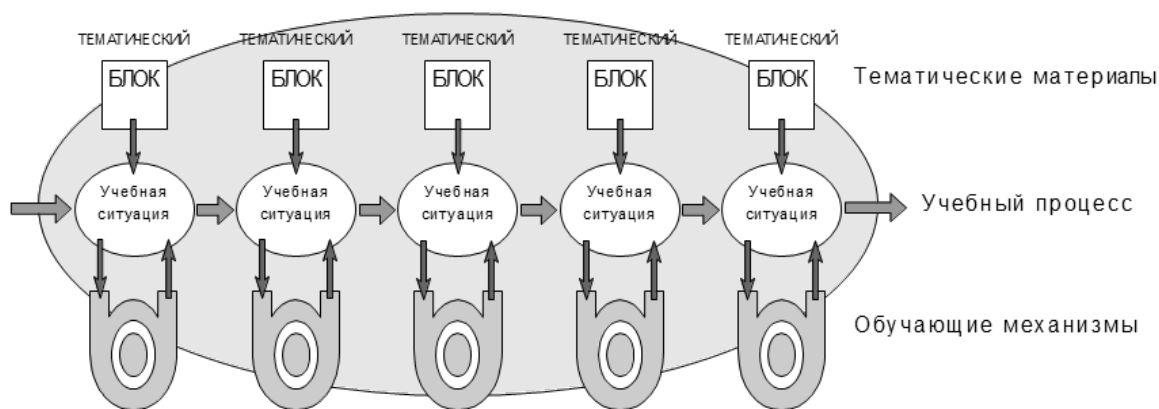 ТЕМАТИЧЕСКИЙ ТЕМАТИЧЕСКИЙ ТЕМАТИЧЕСКИЙ ТЕМАТИЧЕСКИЙ ТЕМАТИЧЕСКИЙ
БЛОК БЛОК БЛОК БЛОК БЛОК
Тематические материалы
Учебная Учебная Учебная Учебная Учебная
ситуация ситуация ситуация ситуация ситуация
Учебный процесс
Обучающие механизмы